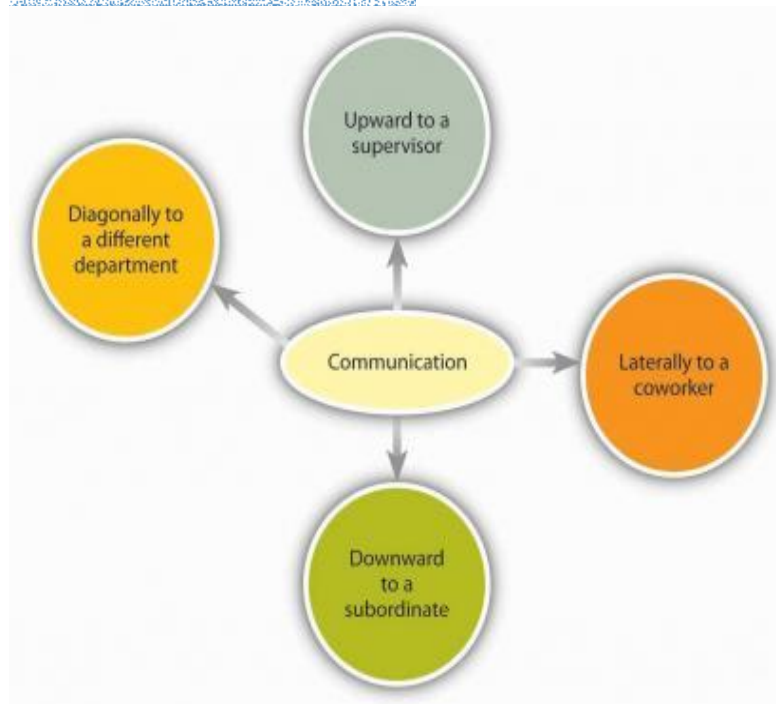 Upward to a
supervisor
Diagonally to
a different
department
Communication
Laterally to a
coworker
Downward
to a
subordinate